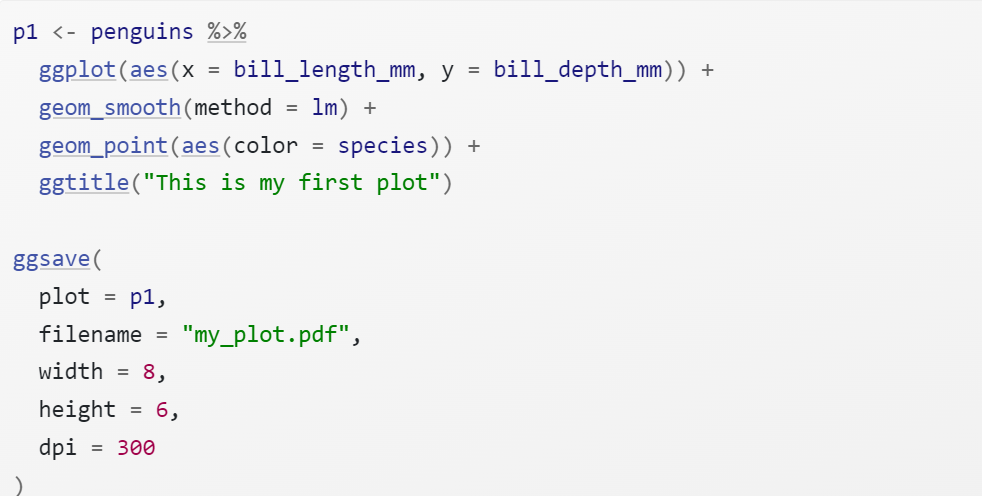 p1 <- penguins %>%
  ggplot(aes(x = bill_length_mm, y = bill_depth_mm)) +
  geom_smooth(method = lm) +
  geom_point(aes(color = species)) +
  ggtitle("This is my first plot")

ggsave(
  plot = p1,
  filename = "my_plot.pdf",
  width = 8,
  height = 6,
  dpi = 300
)